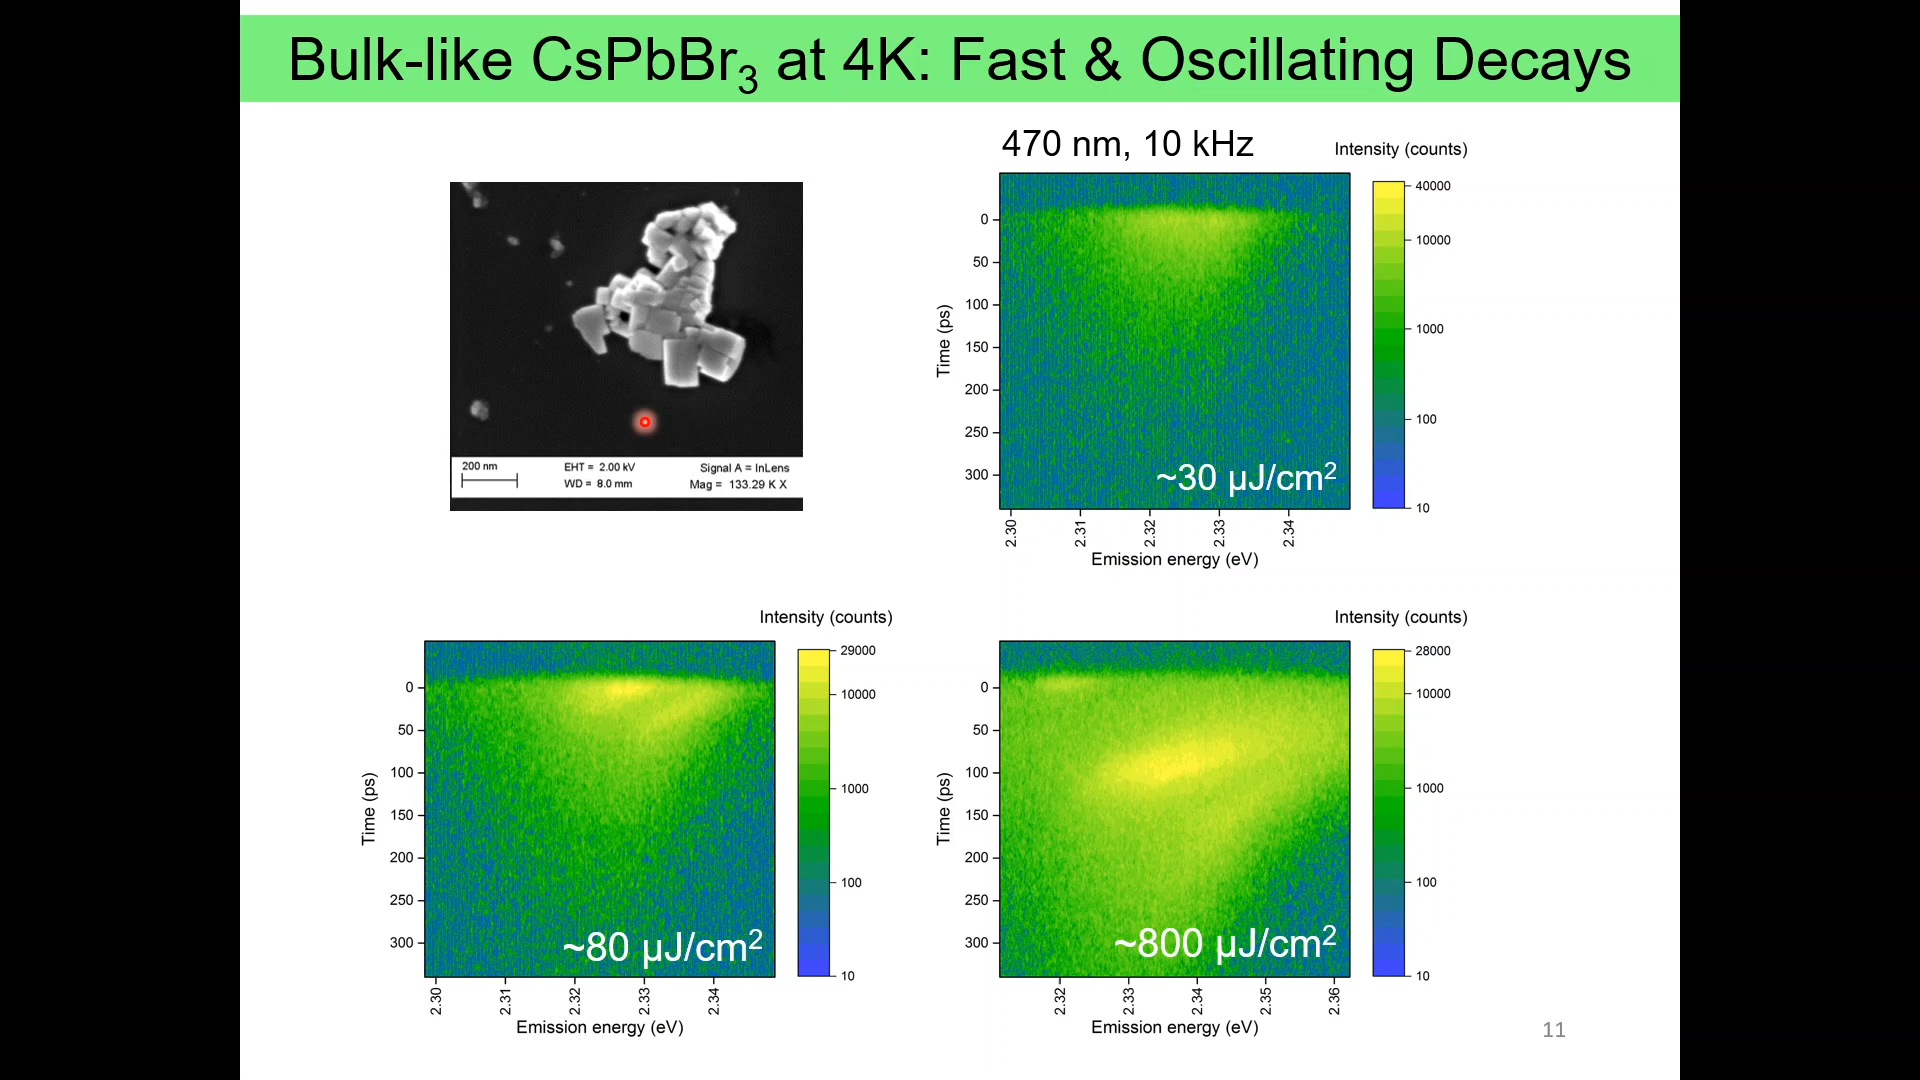 Bulk-like CsPbBr3 at 4K: Fast & Oscillating Decays
200 nm
EHT = 2.00 kV
Signal A = InLens
WD = 8.0 mm
Mag = 133.29 K X
470 nm, 10 kHz
Intensity (counts)
40000
10000
1000
100
10
Time (ps)
0
50
100
150
200
250
300
~30 µJ/cm²
2.30
2.31
2.32
2.33
2.34
Emission energy (eV)
Intensity (counts)
29000
10000
1000
100
10
Time (ps)
0
50
100
150
200
250
300
~80 µJ/cm²
2.30
2.31
2.32
2.33
2.34
Emission energy (eV)
Intensity (counts)
28000
10000
1000
100
10
Time (ps)
0
50
100
150
200
250
300
~800 µJ/cm²
2.32
2.33
2.34
2.35
2.36
Emission energy (eV)
11